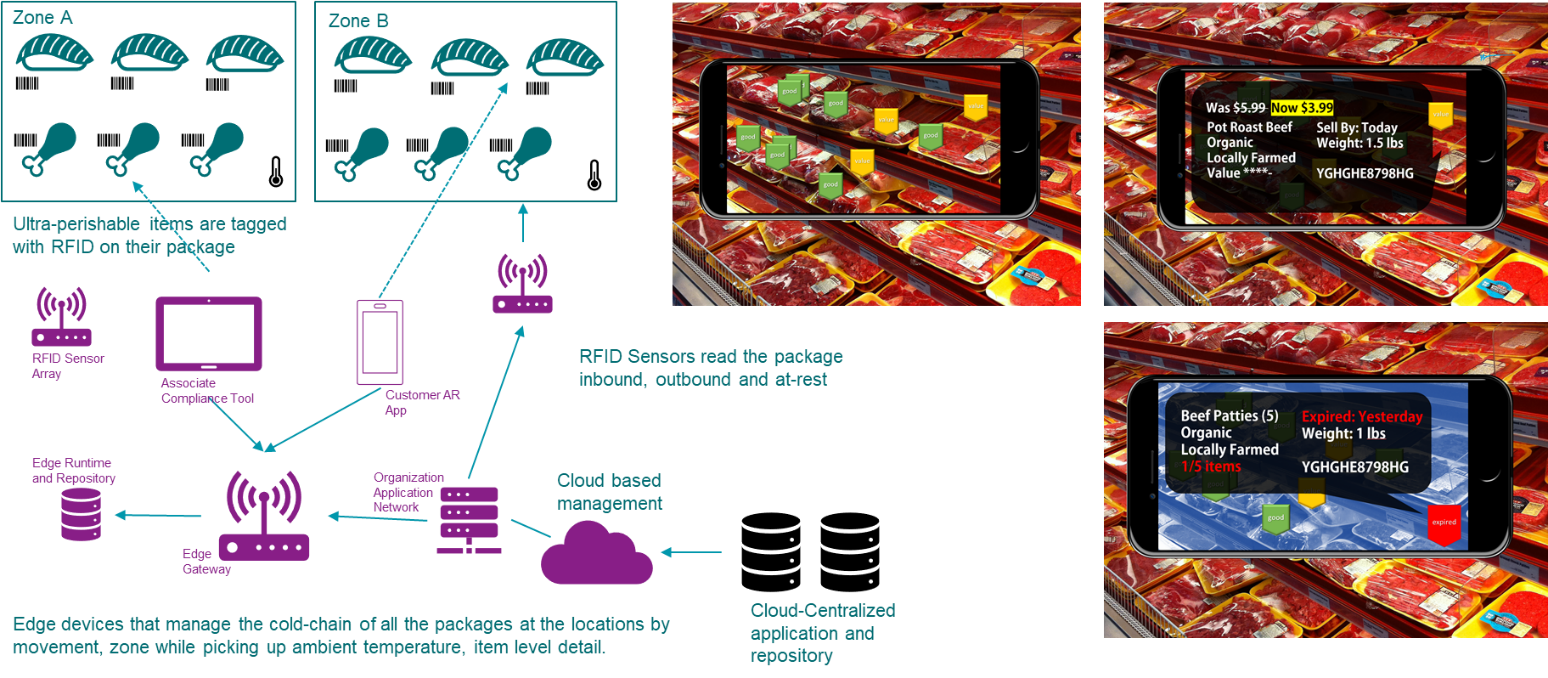 Zone A
Zone B
Ultra-perishable items are tagged
with RFID on their package
RFID Sensor
Array
Associate
Compliance Tool
Customer AR
App
RFID Sensors read the package
inbound, outbound and at-rest
Edge Runtime
and Repository
Edge
Gateway
Organization
Application
Network
Cloud based
management
Cloud-Centralized
application and
repository
Edge devices that manage the cold-chain of all the packages at the locations by
movement, zone while picking up ambient temperature, item level detail.
good
good
value
value
good
good
good
value
good
Was $5.99 Now $3.99
Pot Roast Beef
Organic
Locally Farmed
Value ****-
Sell By: Today
Weight: 1.5 lbs
YGHGHE8798HG
value
Beef Patties (5)
Organic
Locally Farmed
1/5 items
Expired: Yesterday
Weight: 1 lbs
YGHGHE8798HG
good
expired